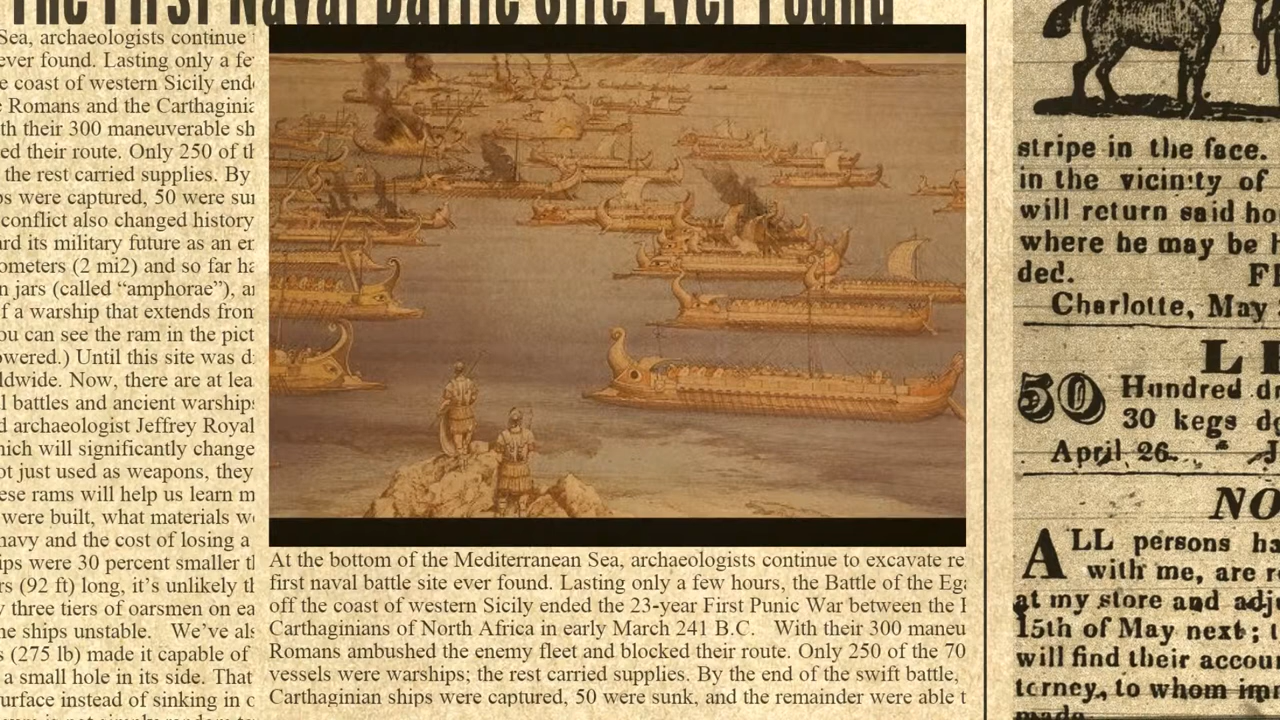 The First Naval Battle Site Ever Found
Sea, archaeologists continue
ever found. Lasting only a fe
e coast of western Sicily end
e Romans and the Carthagini
th their 300 maneuverable sh
ed their route. Only 250 of t
the rest carried supplies. By
ps were captured, 50 were su
conflict also changed history
ard its military future as an e
ometers (2 mi2) and so far h
n jars (called “amphorae”), a
f a warship that extends fron
ou can see the ram in the pict
owered.) Until this site was d
ldwide. Now, there are at lea
l battles and ancient warship
d archaeologist Jeffrey Royal
hich will significantly change
ot just used as weapons, they
ese rams will help us learn m
were built, what materials w
navy and the cost of losing a
ips were 30 percent smaller t
rs (92 ft) long, it’s unlikely t
y three tiers of oarsmen on ea
he ships unstable. We’ve als
s (275 lb) made it capable of
a small hole in its side. That
urface instead of sinking in
At the bottom of the Mediterranean Sea, archaeologists continue to excavate re
first naval battle site ever found. Lasting only a few hours, the Battle of the Eg
off the coast of western Sicily ended the 23-year First Punic War between the
Carthaginians of North Africa in early March 241 B.C. With their 300 maneu
Romans ambushed the enemy fleet and blocked their route. Only 250 of the 70
vessels were warships; the rest carried supplies. By the end of the swift battle,
Carthaginian ships were captured, 50 were sunk, and the remainder were able t
stripe in the face.
in the vicinity of
will return said ho
where he may be
ded. F
Charlotte, May
L
50 Hundred d
30 kegs d
April 26. J
NO
ALL persons ha
with me, are r
at my store and adj
15th of May next; t
will find their accou
torney, to whom im
made